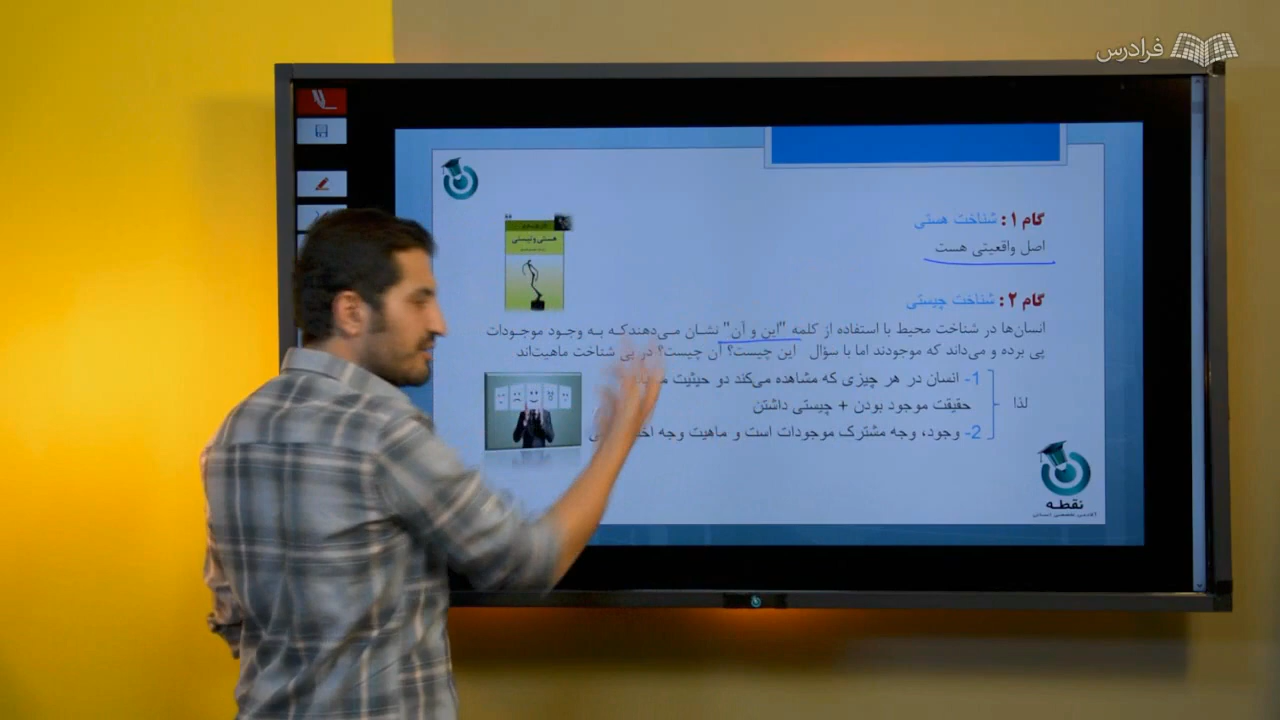 فرادرس
گام ۱: شناخت هستی
اصل واقعیتی هست
هستی و نیستی
گام ۲: شناخت چیستی
انسان‌ها در شناخت محیط با استفاده از کلمه "این و آن" نشان می‌دهندکه به وجود موجودات
پی برده و می‌داند که موجودند اما با سؤال این چیست؟ آن چیست؟ در پی شناخت ماهیت‌اند
لذا
1- انسان در هر چیزی که مشاهده می‌کند دو حیثیت
حقیقت موجود بودن + چیستی داشتن
2- وجود، وجه مشترک موجودات است و ماهیت وجه
نقطه